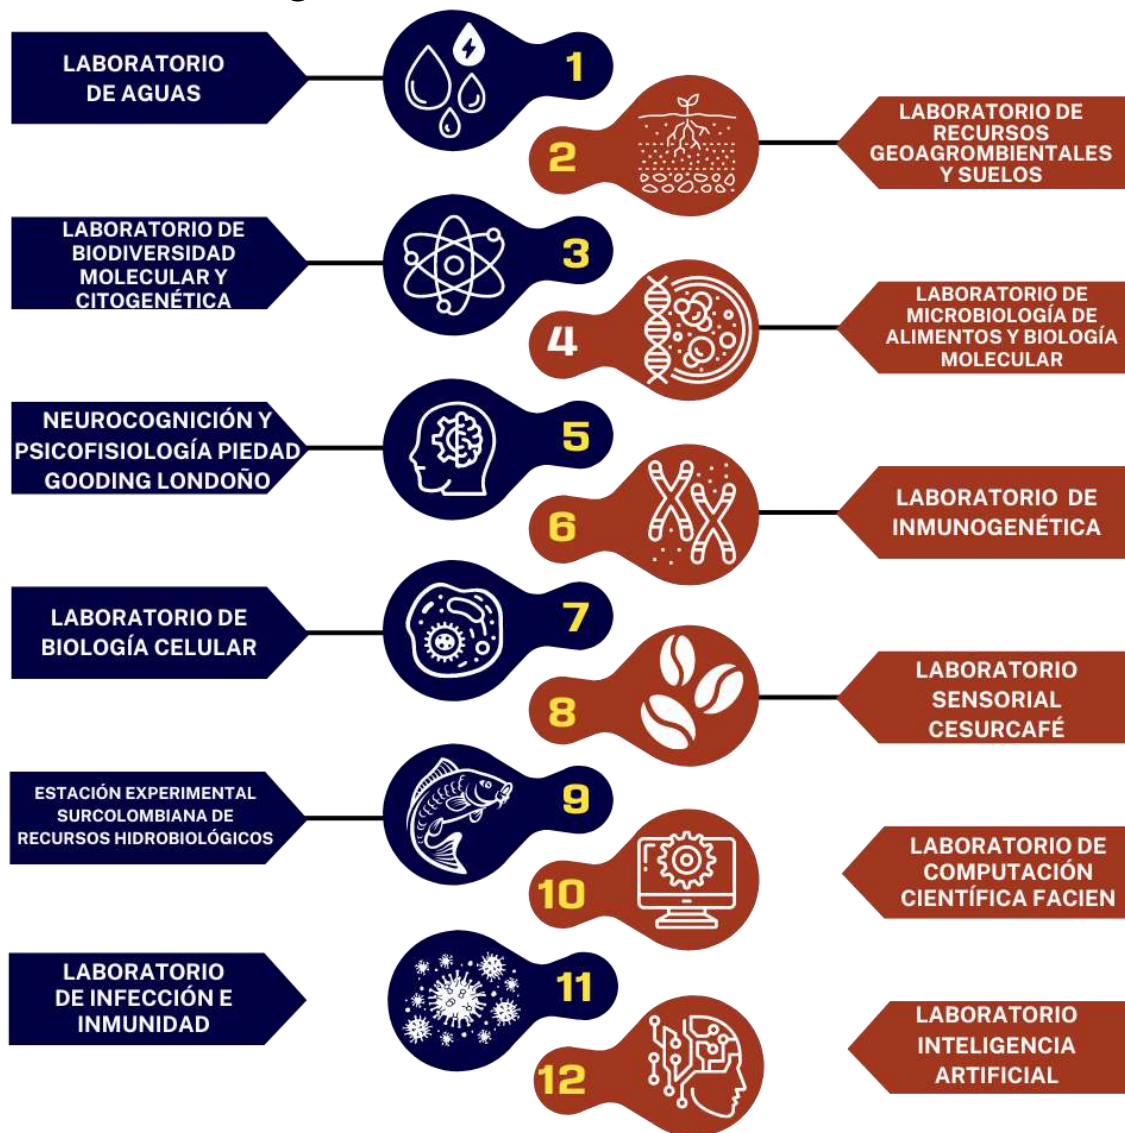 LABORATORIO
DE AGUAS
1
2
LABORATORIO DE
RECURSOS
GEOAGROMBIENTALES
Y SUELOS
LABORATORIO DE
BIODIVERSIDAD
MOLECULAR Y
CITOGENÉTICA
3
4
LABORATORIO DE
MICROBIOLOGÍA DE
ALIMENTOS Y BIOLOGÍA
MOLECULAR
NEUROCOGNICIÓN Y
PSICOFISIOLOGÍA PIEDAD
GOODING LONDOÑO
5
6
LABORATORIO DE
INMUNOGENÉTICA
LABORATORIO DE
BIOLOGÍA CELULAR
7
8
LABORATORIO
SENSORIAL
CESURCAFÉ
ESTACIÓN EXPERIMENTAL
SURCOLOMBIANA DE
RECURSOS HIDROBIOLÓGICOS
9
10
LABORATORIO DE
COMPUTACIÓN
CIENTÍFICA FACIEN
LABORATORIO
DE INFECCIÓN E
INMUNIDAD
11
12
LABORATORIO
INTELIGENCIA
ARTIFICIAL